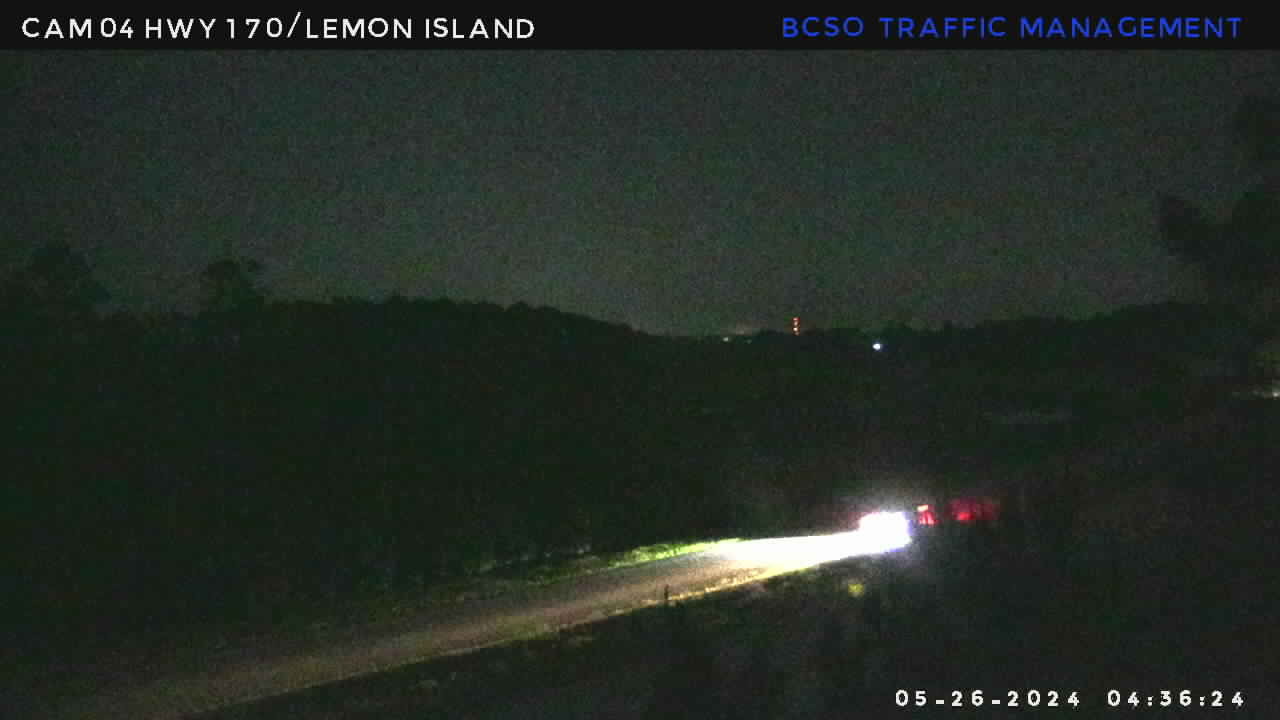 CAM04 HWY 170/LEMON ISLAND
BCSO TRAFFIC MANAGEMENT
05-26-2024 04:36:24